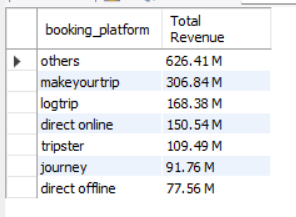 booking_platform Total
Revenue
others 626.41 M
makeyourtrip 306.84 M
logtrip 168.38 M
direct online 150.54 M
tripster 109.49 M
journey 91.76 M
direct offline 77.56 M